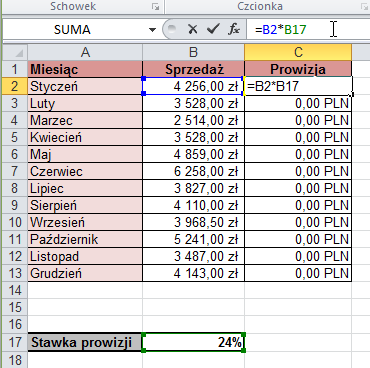 Schowek Czcionka
SUMA =B2*B17
A B C
1 Miesiąc Sprzedaż Prowizja
2 Styczeń 4 256,00 zł =B2*B17
3 Luty 3 528,00 zł 0,00 PLN
4 Marzec 2 514,00 zł 0,00 PLN
5 Kwiecień 3 528,00 zł 0,00 PLN
6 Maj 4 859,00 zł 0,00 PLN
7 Czerwiec 6 258,00 zł 0,00 PLN
8 Lipiec 3 827,00 zł 0,00 PLN
9 Sierpień 4 110,00 zł 0,00 PLN
10 Wrzesień 3 968,50 zł 0,00 PLN
11 Październik 5 241,00 zł 0,00 PLN
12 Listopad 3 487,00 zł 0,00 PLN
13 Grudzień 4 143,00 zł 0,00 PLN
14
15
16
17 Stawka prowizji 24%
18